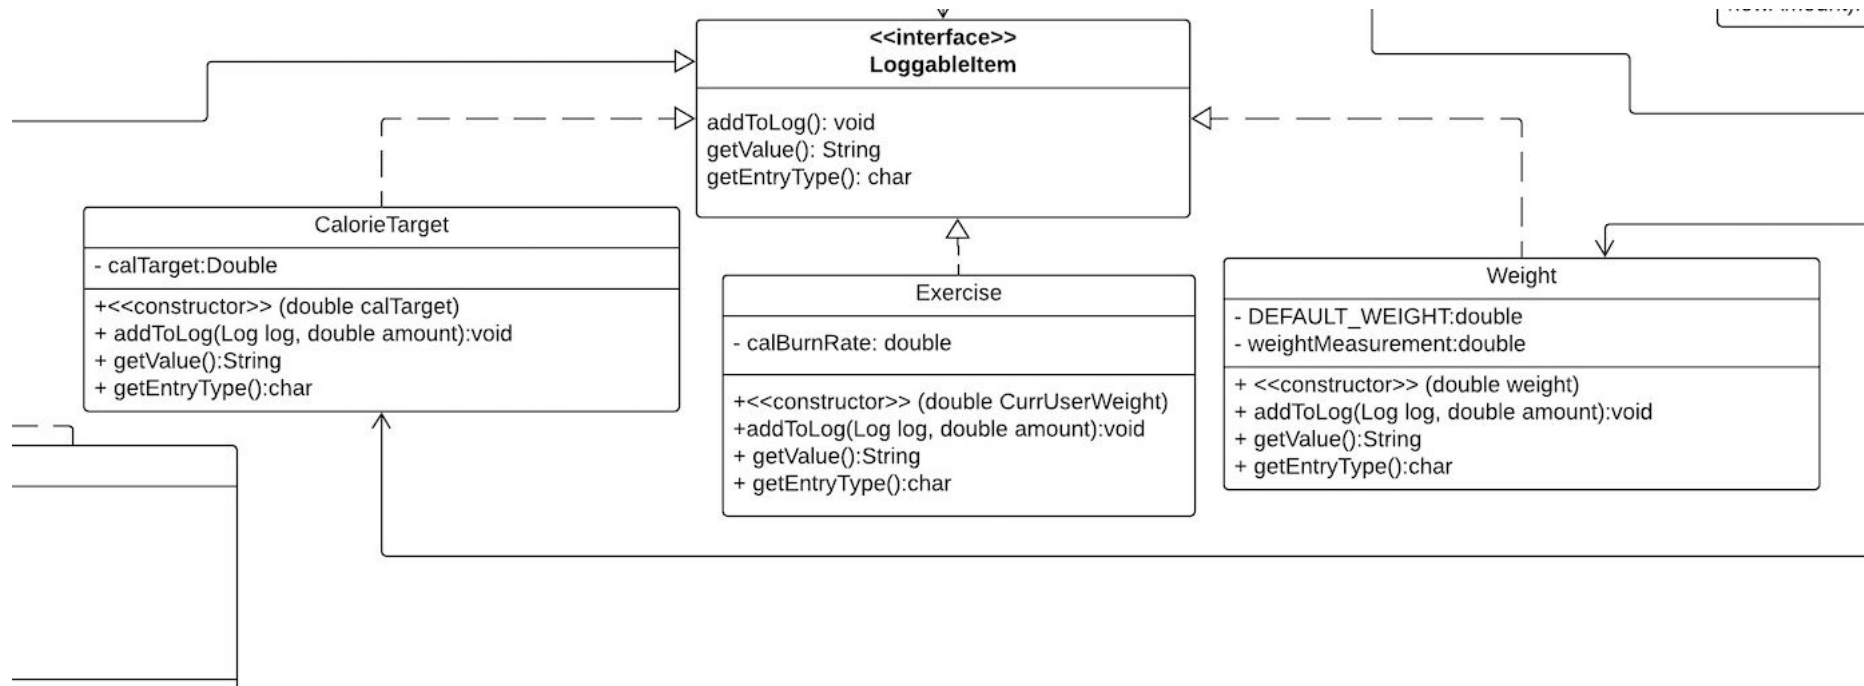 <<interface>>
LoggableItem
addToLog(): void
getValue(): String
getEntryType(): char
CalorieTarget
- calTarget:Double
+<<constructor>> (double calTarget)
+ addToLog(Log log, double amount):void
+ getValue():String
+ getEntryType():char
Exercise
- calBurnRate: double
+<<constructor>> (double CurrUserWeight)
+addToLog(Log log, double amount):void
+ getValue():String
+ getEntryType():char
Weight
- DEFAULT_WEIGHT:double
- weightMeasurement:double
+ <<constructor>> (double weight)
+ addToLog(Log log, double amount):void
+ getValue():String
+ getEntryType():char